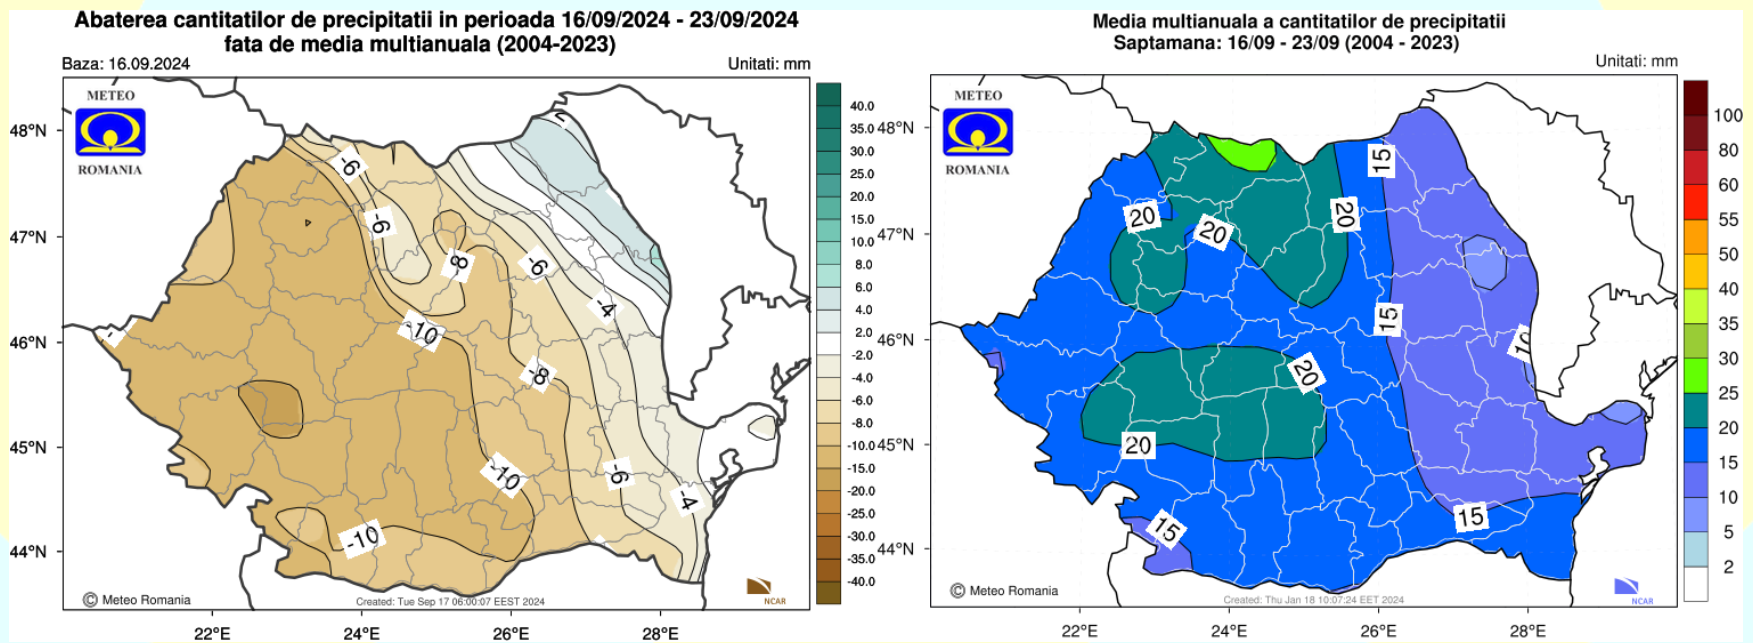 Abaterea cantitatilor de precipitatii in perioada 16/09/2024 - 23/09/2024
fata de media multianuala (2004-2023)
Baza: 16.09.2024
Unitati: mm
METEO
ROMANIA
48°N
47°N
46°N
45°N
44°N
22°E
24°E
26°E
28°E
2
-6
-6
-8
-6
-4
-10
-8
-10
-6
-4
-10
40.0
35.0
30.0
25.0
20.0
15.0
10.0
8.0
6.0
4.0
2.0
-2.0
-4.0
-6.0
-8.0
-10.0
-15.0
-20.0
-25.0
-30.0
-35.0
-40.0
© Meteo Romania
Created: Tue Sep 17 06:00:07 EEST 2024
NCAR
Media multianuala a cantitatilor de precipitatii
Saptamana: 16/09 - 23/09 (2004 - 2023)
Unitati: mm
METEO
ROMANIA
48°N
47°N
46°N
45°N
44°N
22°E
24°E
26°E
28°E
15
20
20
20
15
10
20
20
15
15
100
80
60
55
50
40
35
30
25
20
15
10
5
2
© Meteo Romania
Created: Thu Jan 18 10:07:24 EET 2024
NCAR